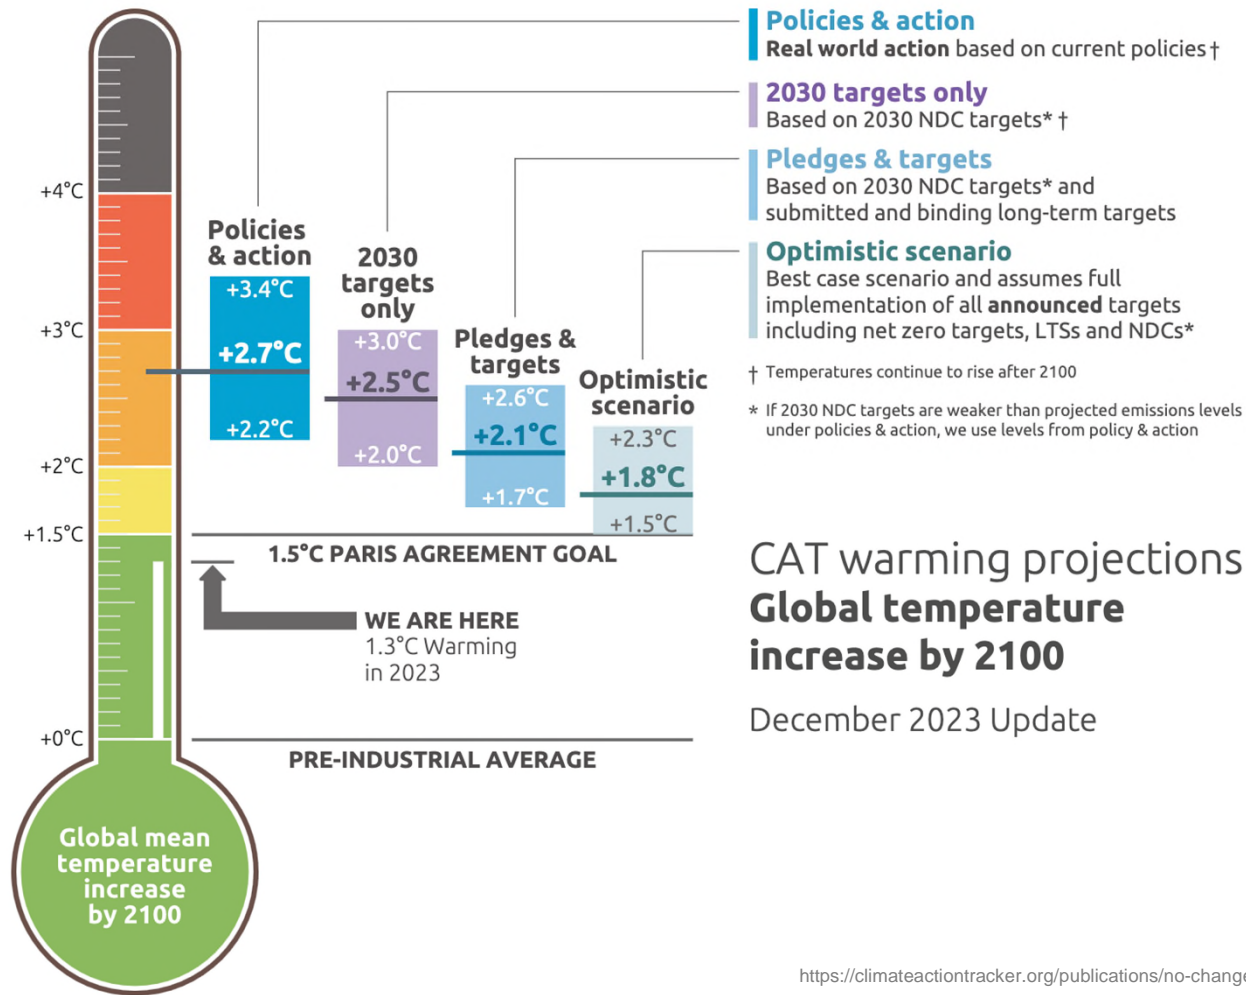 Policies & action
Real world action based on current policies †
2030 targets only
Based on 2030 NDC targets* †
Pledges & targets
Based on 2030 NDC targets* and
submitted and binding long-term targets
Optimistic scenario
Best case scenario and assumes full
implementation of all announced targets
including net zero targets, LTSs and NDCs*
† Temperatures continue to rise after 2100
* If 2030 NDC targets are weaker than projected emissions levels
under policies & action, we use levels from policy & action
+4°C
+3°C
+2°C
+1.5°C
+0°C
Policies
& action
+3.4°C
+2.7°C
+2.2°C
2030
targets
only
+3.0°C
+2.5°C
+2.0°C
Pledges &
targets
+2.6°C
+2.1°C
+1.7°C
Optimistic
scenario
+2.3°C
+1.8°C
+1.5°C
1.5°C PARIS AGREEMENT GOAL
WE ARE HERE
1.3°C Warming
in 2023
PRE-INDUSTRIAL AVERAGE
Global mean
temperature
increase
by 2100
CAT warming projections
Global temperature
increase by 2100
December 2023 Update
https://climateactiontracker.org/publications/no-change